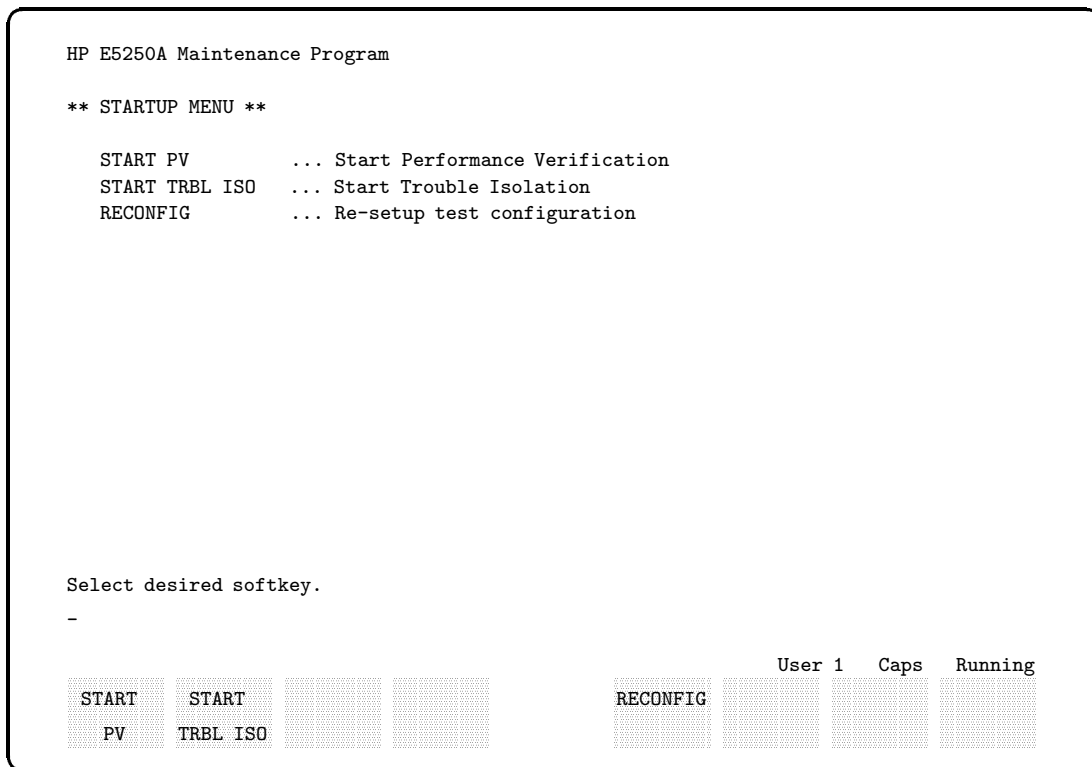 HP E5250A Maintenance Program
** STARTUP MENU **
START PV ... Start Performance Verification
START TRBL ISO ... Start Trouble Isolation
RECONFIG ... Re-setup test configuration
Select desired softkey.
_
User 1 Caps Running
START START RECONFIG
PV TRBL ISO